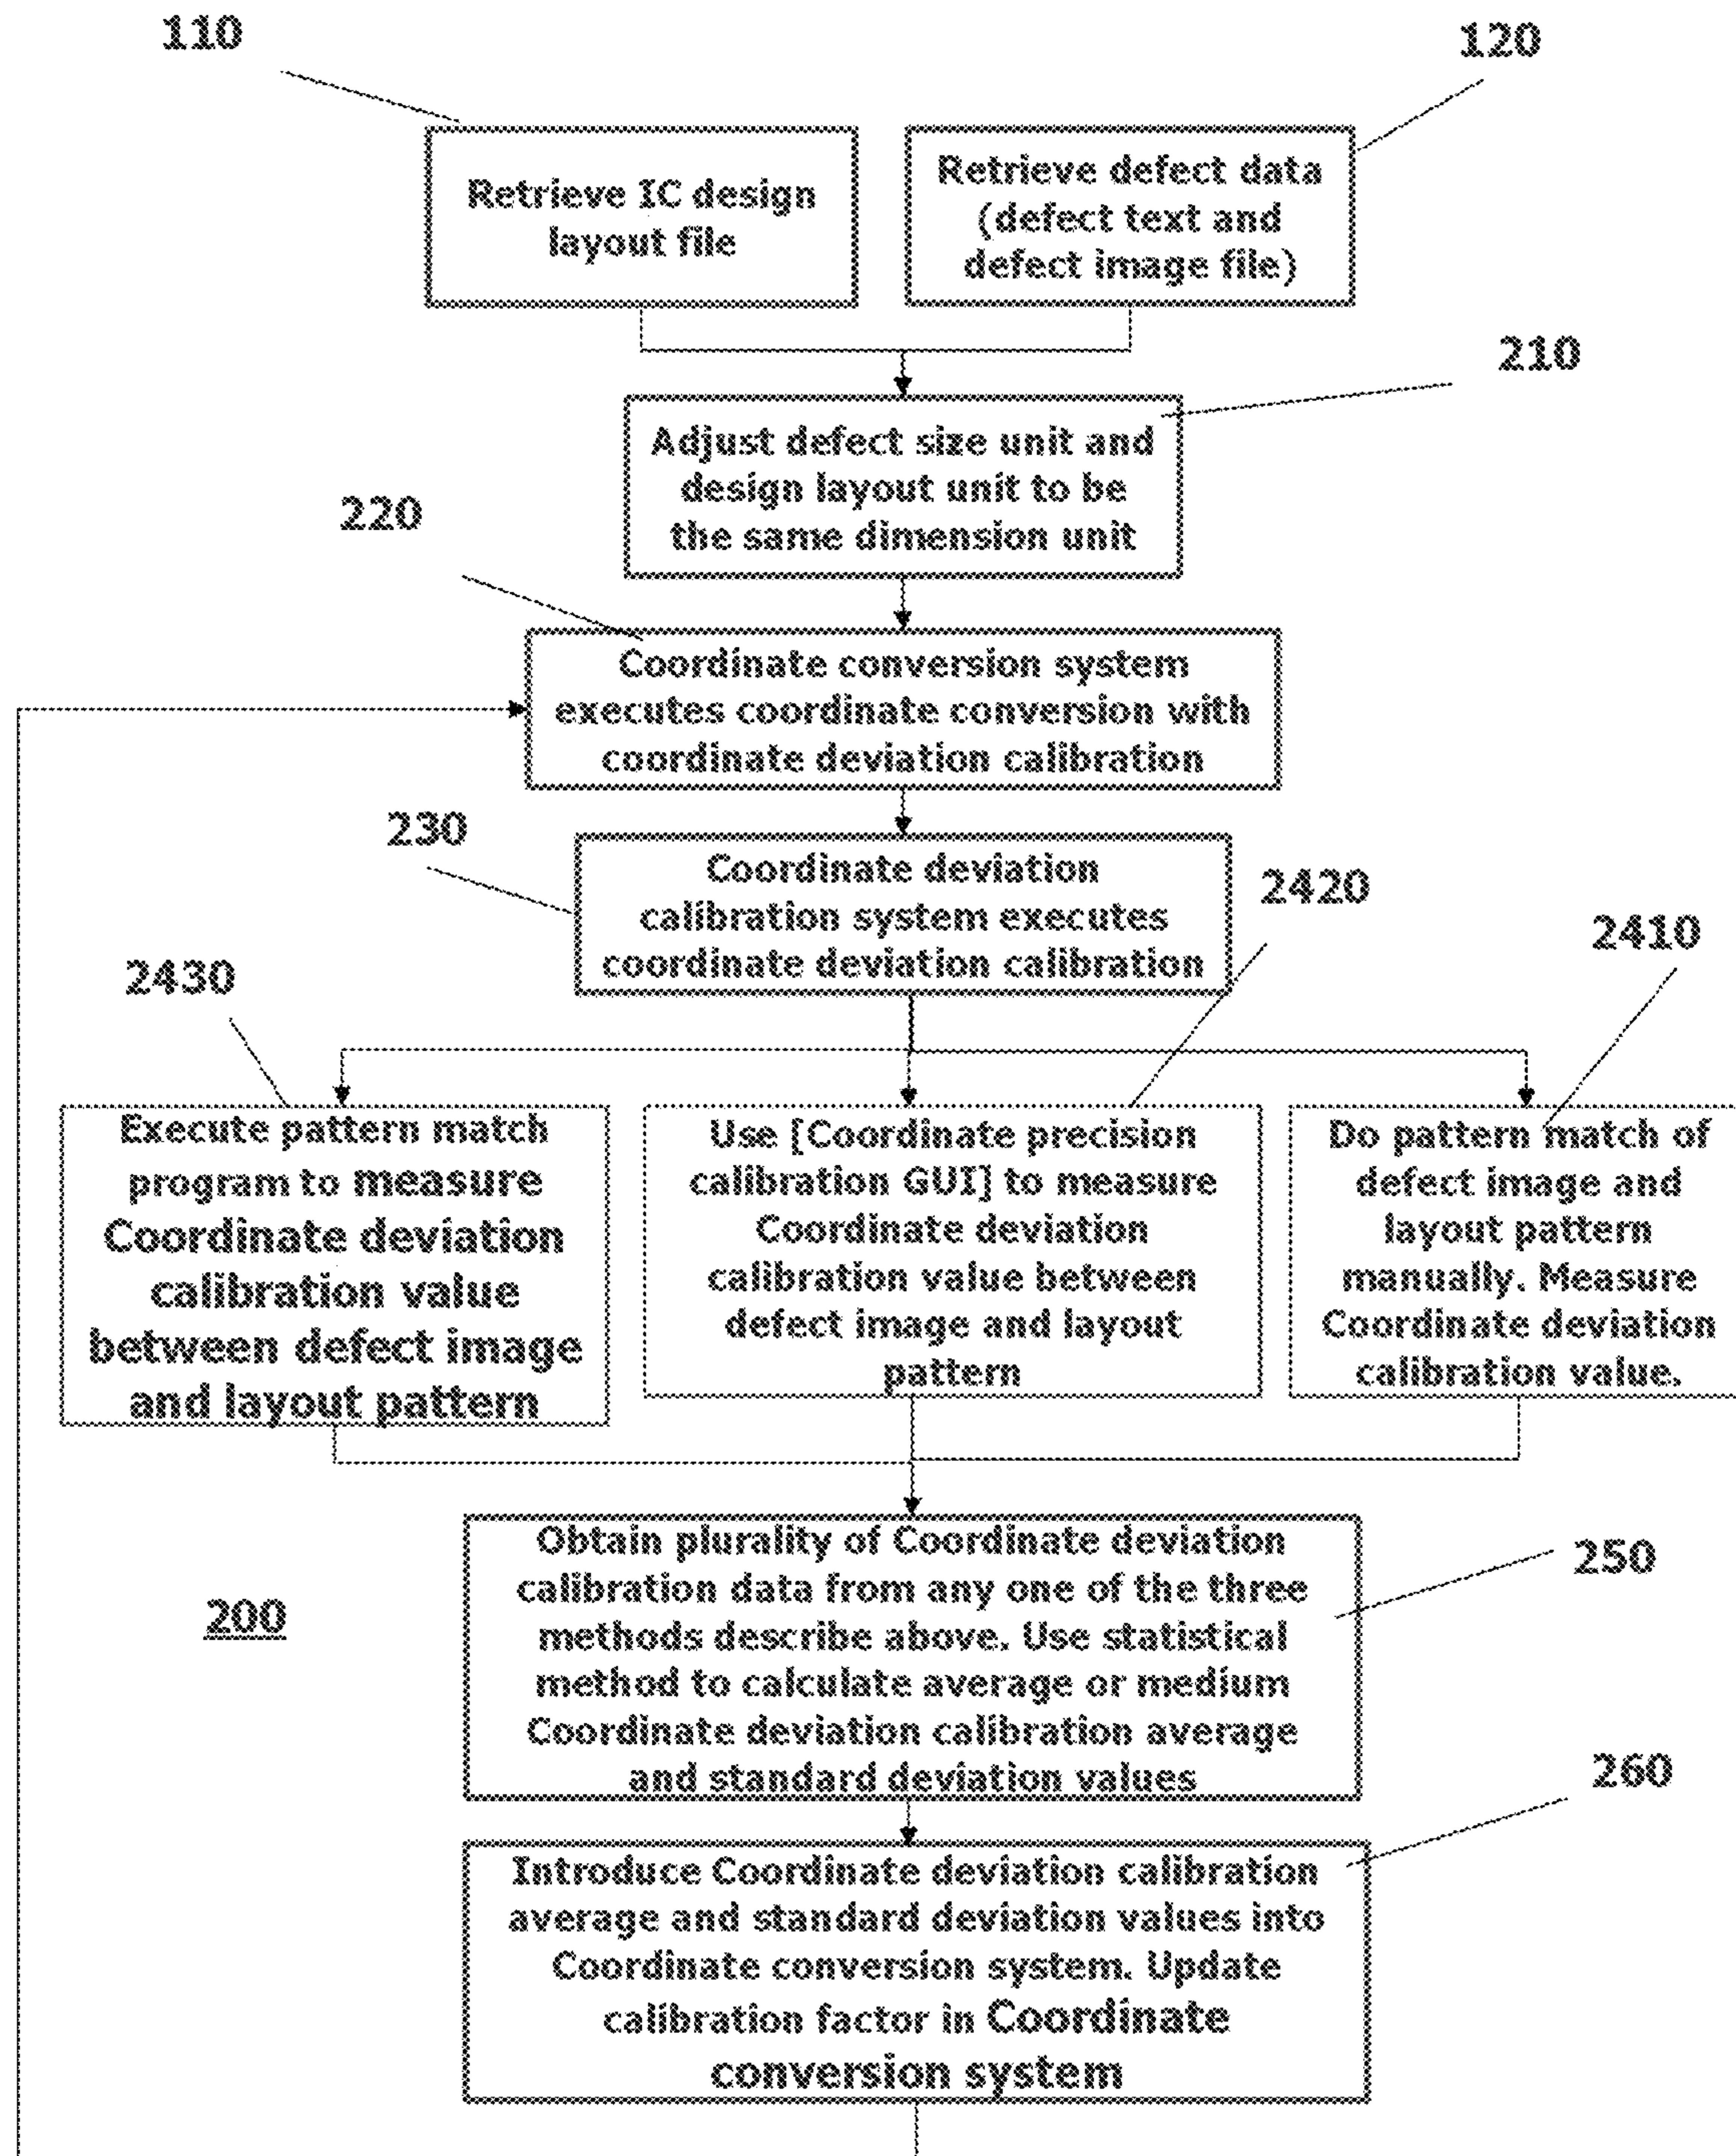 110
120
Retrieve IC design
layout file
Retrieve defect data
(defect text and
defect image file)
210
Adjust defect size unit and
design layout unit to be
the same dimension unit
220
Coordinate conversion system
executes coordinate conversion with
coordinate deviation calibration
230
Coordinate deviation
calibration system executes
coordinate deviation calibration
2420
2410
2430
Execute pattern match
program to measure
Coordinate deviation
calibration value
between defect image
and layout pattern
Use [Coordinate precision
calibration GUI] to measure
Coordinate deviation
calibration value between
defect image and layout
pattern
Do pattern match of
defect image and
layout pattern
manually. Measure
Coordinate deviation
calibration value.
Obtain plurality of Coordinate deviation
calibration data from any one of the three
methods describe above. Use statistical
method to calculate average or medium
Coordinate deviation calibration average
and standard deviation values
250
200
260
Introduce Coordinate deviation calibration
average and standard deviation values into
Coordinate conversion system. Update
calibration factor in Coordinate
conversion system